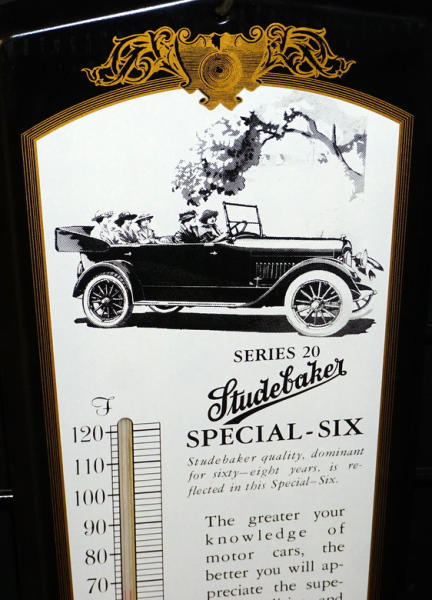 SERIES 20
Studebaker
SPECIAL-SIX
Studebaker quality, dominant
for sixty-eight years, is re-
flected in this Special-Six.
F
120
110
100
90
80
70
The greater your
knowledge of
motor cars, the
better you will ap-
preciate the supe-
and